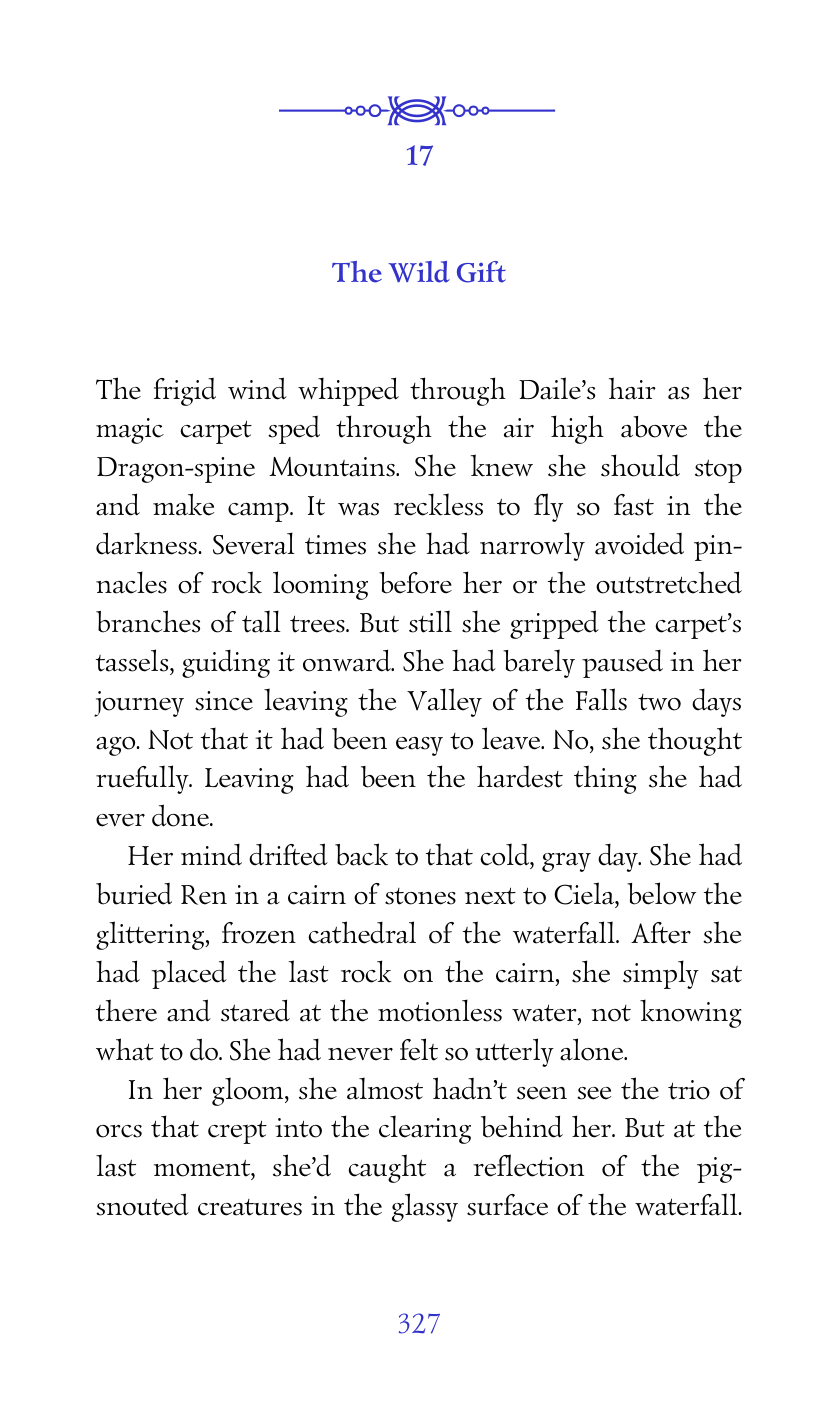 17
The Wild Gift
The frigid wind whipped through Daile’s hair as her
magic carpet sped through the air high above the
Dragon-spine Mountains. She knew she should stop
and make camp. It was reckless to fly so fast in the
darkness. Several times she had narrowly avoided pin-
nacles of rock looming before her or the outstretched
branches of tall trees. But still she gripped the carpet’s
tassels, guiding it onward. She had barely paused in her
journey since leaving the Valley of the Falls two days
ago. Not that it had been easy to leave. No, she thought
ruefully. Leaving had been the hardest thing she had
ever done.
Her mind drifted back to that cold, gray day. She had
buried Ren in a cairn of stones next to Ciela, below the
glittering, frozen cathedral of the waterfall. After she
had placed the last rock on the cairn, she simply sat
there and stared at the motionless water, not knowing
what to do. She had never felt so utterly alone.
In her gloom, she almost hadn’t seen see the trio of
orcs that crept into the clearing behind her. But at the
last moment, she’d caught a reflection of the pig-
snouted creatures in the glassy surface of the waterfall.
327